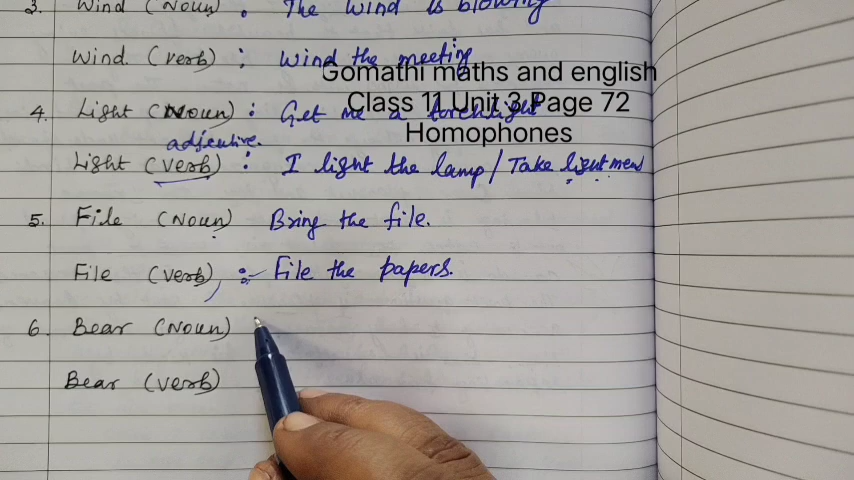 3. Wind (Noun) : The wind is blowing
Wind. (verb) : Wind the meeting
Gomathi maths and english
Class 11 Unit 3 Page 72
Homophones
4. Light (Noun) : Get me a torchlight
adjective.
Light (verb) : I light the lamp / Take light meal
5. File (Noun) Bring the file.
File (verb) :- File the papers.
6. Bear (Noun)
Bear (verb)